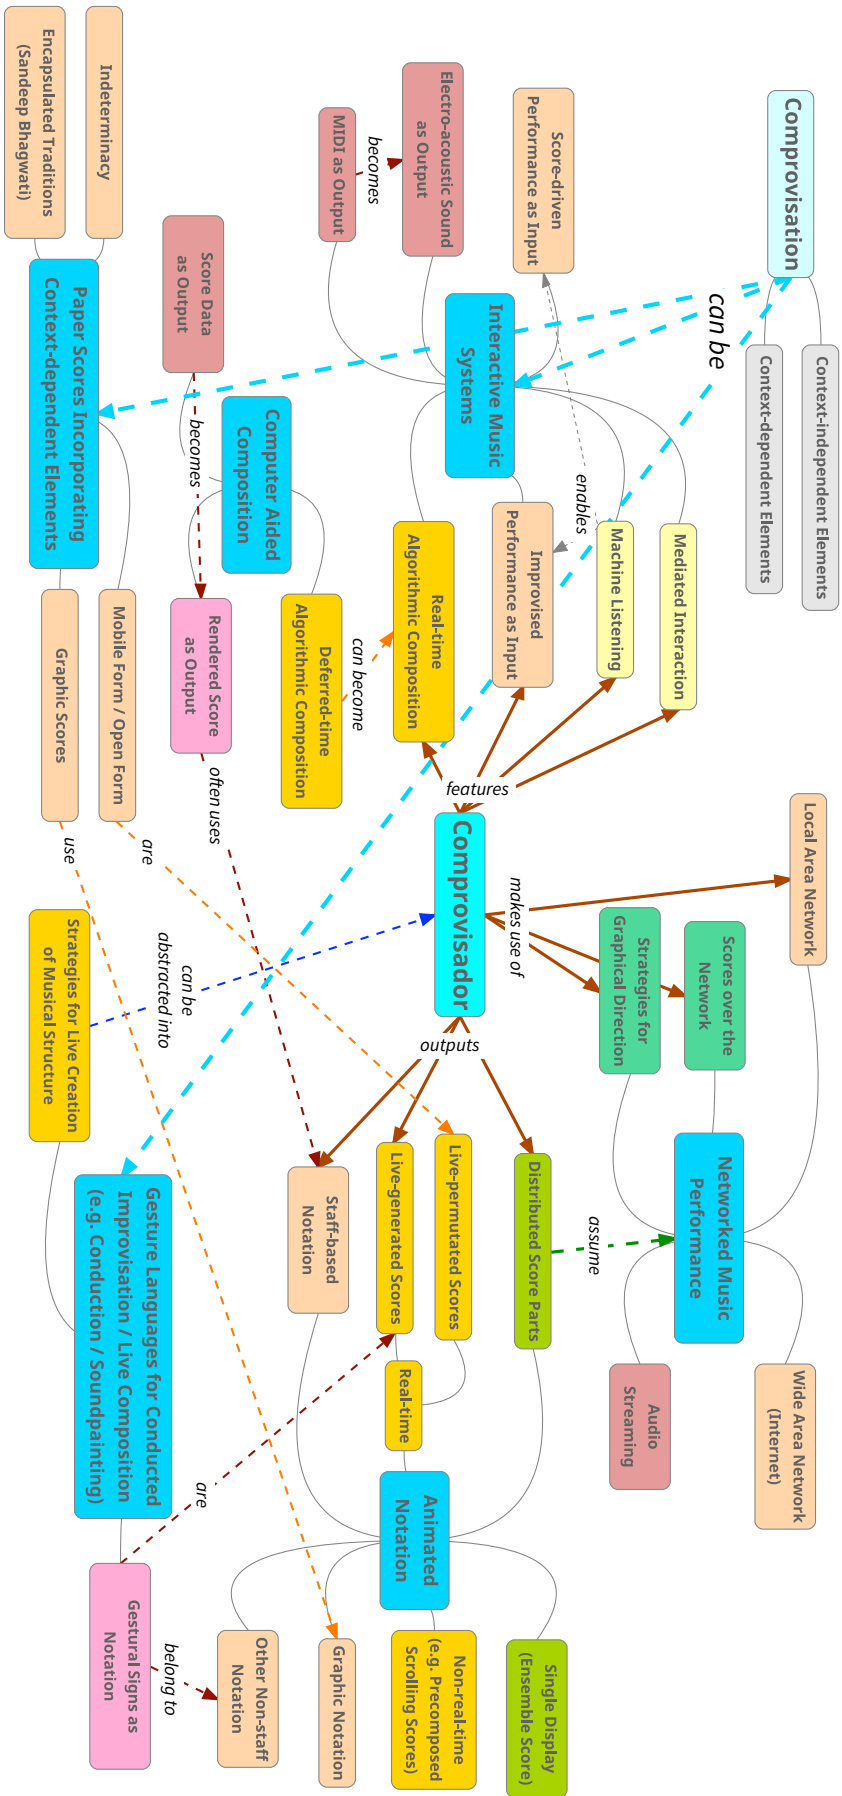 Comprovisation
Context-independent Elements
Context-dependent Elements
can be
Score-driven
Performance as Input
Electro-acoustic Sound
as Output
becomes
MIDI as Output
Interactive Music
Systems
Mediated Interaction
Machine Listening
enables
Improvised
Performance as Input
Real-time
Algorithmic Composition
Score Data
as Output
becomes
Computer Aided
Composition
Deferred-time
Algorithmic Composition
can become
Rendered Score
as Output
often uses
Indeterminacy
Encapsulated Traditions
(Sandeep Bhagwati)
Paper Scores Incorporating
Context-dependent Elements
Mobile Form / Open Form
are
Graphic Scores
use
features
Comprovisador
makes use of
outputs
Local Area Network
Scores over the
Network
Strategies for
Graphical Direction
Networked Music
Performance
Wide Area Network
(Internet)
Audio
Streaming
assume
Distributed Score Parts
Live-permutated Scores
Live-generated Scores
Real-time
Staff-based
Notation
can be
abstracted into
Strategies for Live Creation
of Musical Structure
Gesture Languages for Conducted
Improvisation / Live Composition
(e.g. Conduction / Soundpainting)
are
Animated
Notation
Single Display
(Ensemble Score)
Non-real-time
(e.g. Precomposed
Scrolling Scores)
Graphic Notation
Other Non-staff
Notation
belong to
Gestural Signs as
Notation